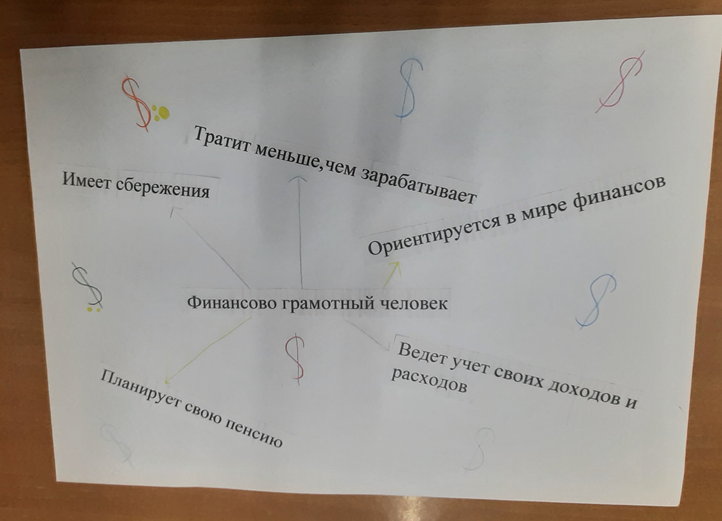 Тратит меньше,чем зарабатывает
Имеет сбережения
Ориентируется в мире финансов
Финансово грамотный человек
Ведет учет своих доходов и
расходов
Планирует свою пенсию